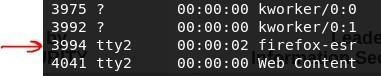 3975 ? 00:00:00 kworker/0:0
3992 ? 00:00:00 kworker/0:1
3994 tty2 00:00:02 firefox-esr
4041 tty2 00:00:00 Web Content